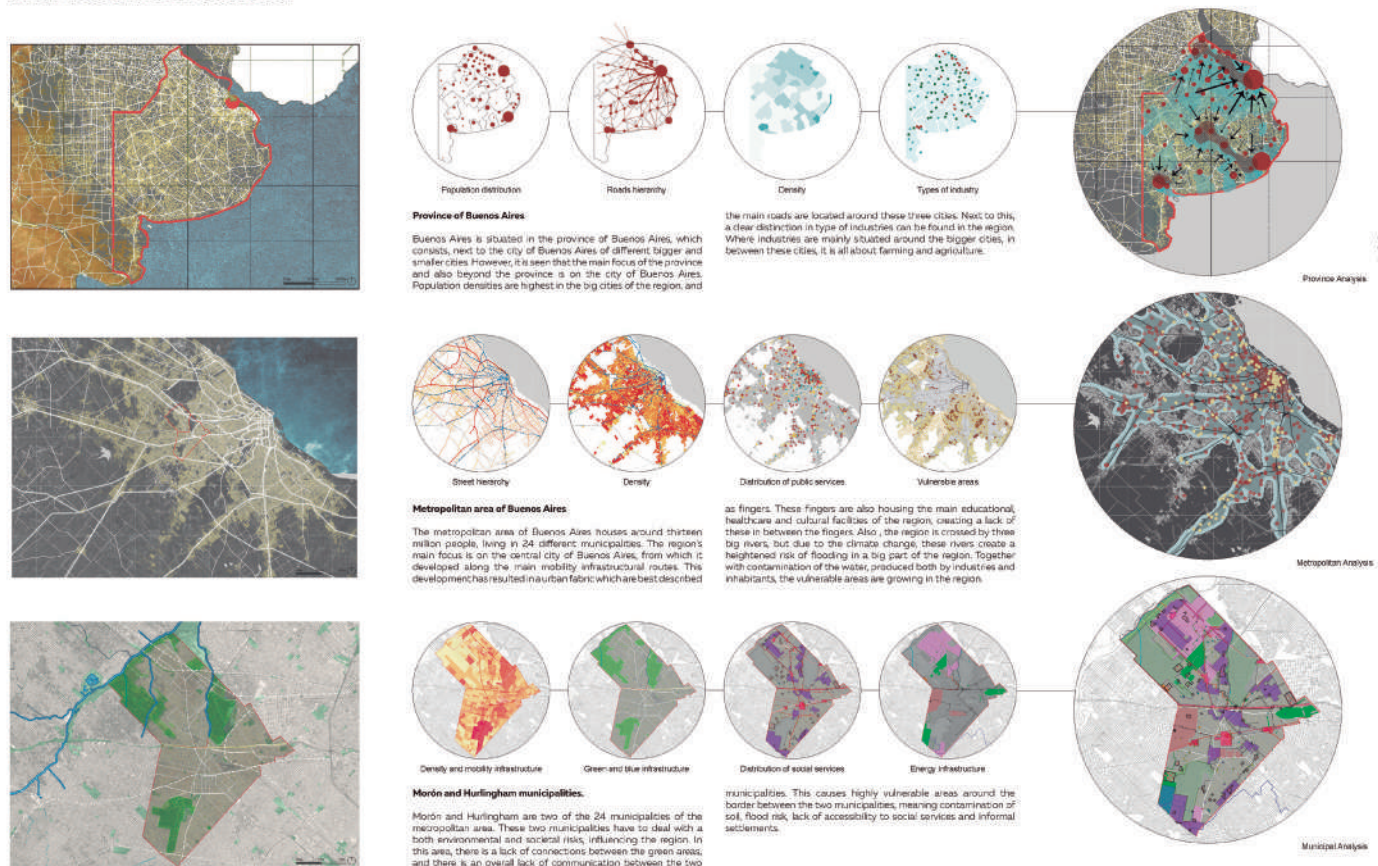 Population distribution
Roads hierarchy
Density
Types of industry
Province of Buenos Aires
Buenos Aires is situated in the province of Buenos Aires, which
consists, next to the city of Buenos Aires of different bigger and
smaller cities. However, it is seen that the main focus of the province
and also beyond the province is on the city of Buenos Aires.
Population densities are highest in the big cities of the region, and
the main roads are located around these three cities. Next to this,
a clear distinction in type of industries can be found in the region.
Where industries are mainly situated around the bigger cities, in
between these cities, it is all about farming and agriculture.
Province Analysis
Street hierarchy
Density
Distribution of public services
Vulnerable areas
Metropolitan area of Buenos Aires
The metropolitan area of Buenos Aires houses around thirteen
million people, living in 24 different municipalities. The region's
main focus is on the central city of Buenos Aires, from which it
developed along the main mobility infrastructural routes. This
development has resulted in a urban fabric which are best described
as fingers. These fingers are also housing the main educational,
healthcare and cultural facilities of the region, creating a lack of
these in between the fingers. Also , the region is crossed by three
big rivers, but due to the climate change, these rivers create a
heightened risk of flooding in a big part of the region. Together
with contamination of the water, produced both by industries and
inhabitants, the vulnerable areas are growing in the region.
Metropolitan Analysis
Density and mobility infrastructure
Green and blue infrastructure
Distribution of social services
Energy Infrastructure
Morón and Hurlingham municipalities.
Morón and Hurlingham are two of the 24 municipalities of the
metropolitan area. These two municipalities have to deal with a
both environmental and societal risks, influencing the region. In
this area, there is a lack of connections between the green areas,
and there is an overall lack of communication between the two
municipalities. This causes highly vulnerable areas around the
border between the two municipalities, meaning contamination of
soil, flood risk, lack of accessibility to social services and informal
settlements.
Municipal Analysis